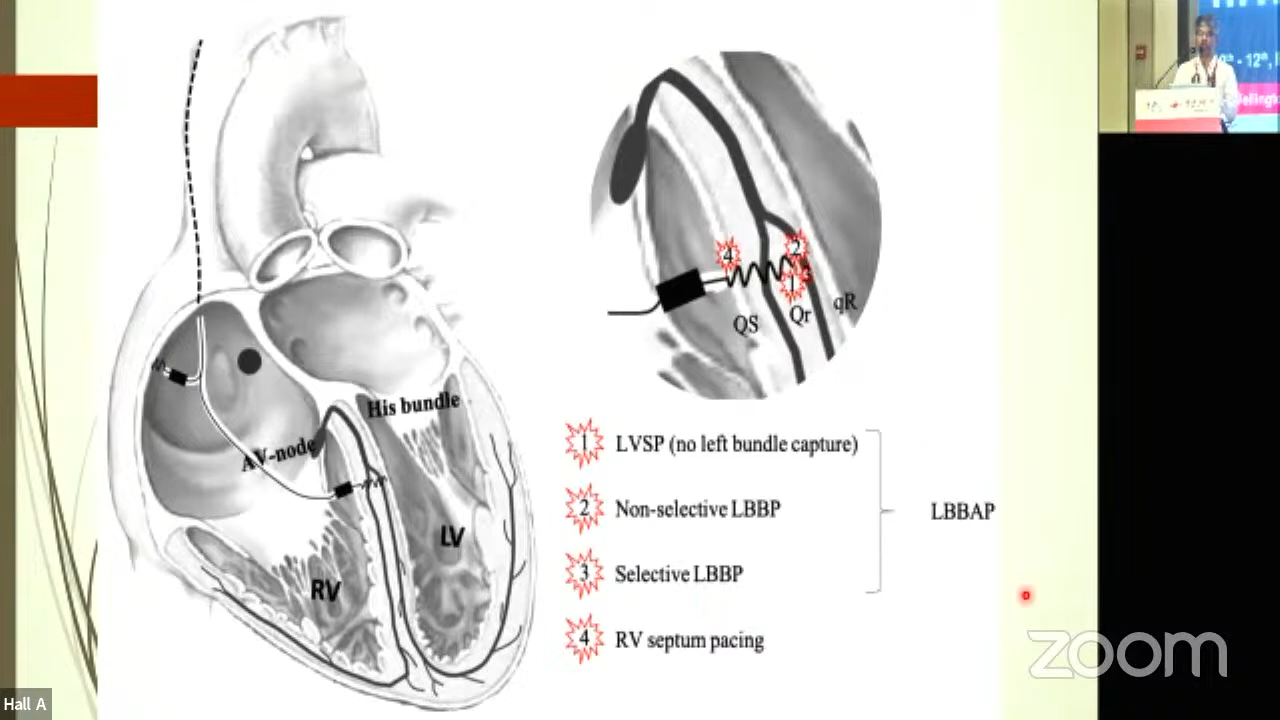 His bundle
AV-node
LV
RV
4
2
1
QS
Qr
qR
1 LVSP (no left bundle capture)
2 Non-selective LBBP
3 Selective LBBP
4 RV septum pacing
LBBAP
zoom
Hall A